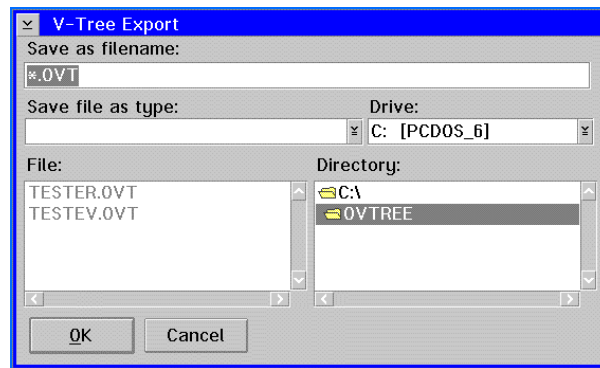 V-Tree Export
Save as filename:
*.OVT
Save file as type:
Drive:
C: [PCDOS_6]
File:
Directory:
TESTER.OVT
TESTEV.OVT
C:\
OVTREE
OK
Cancel